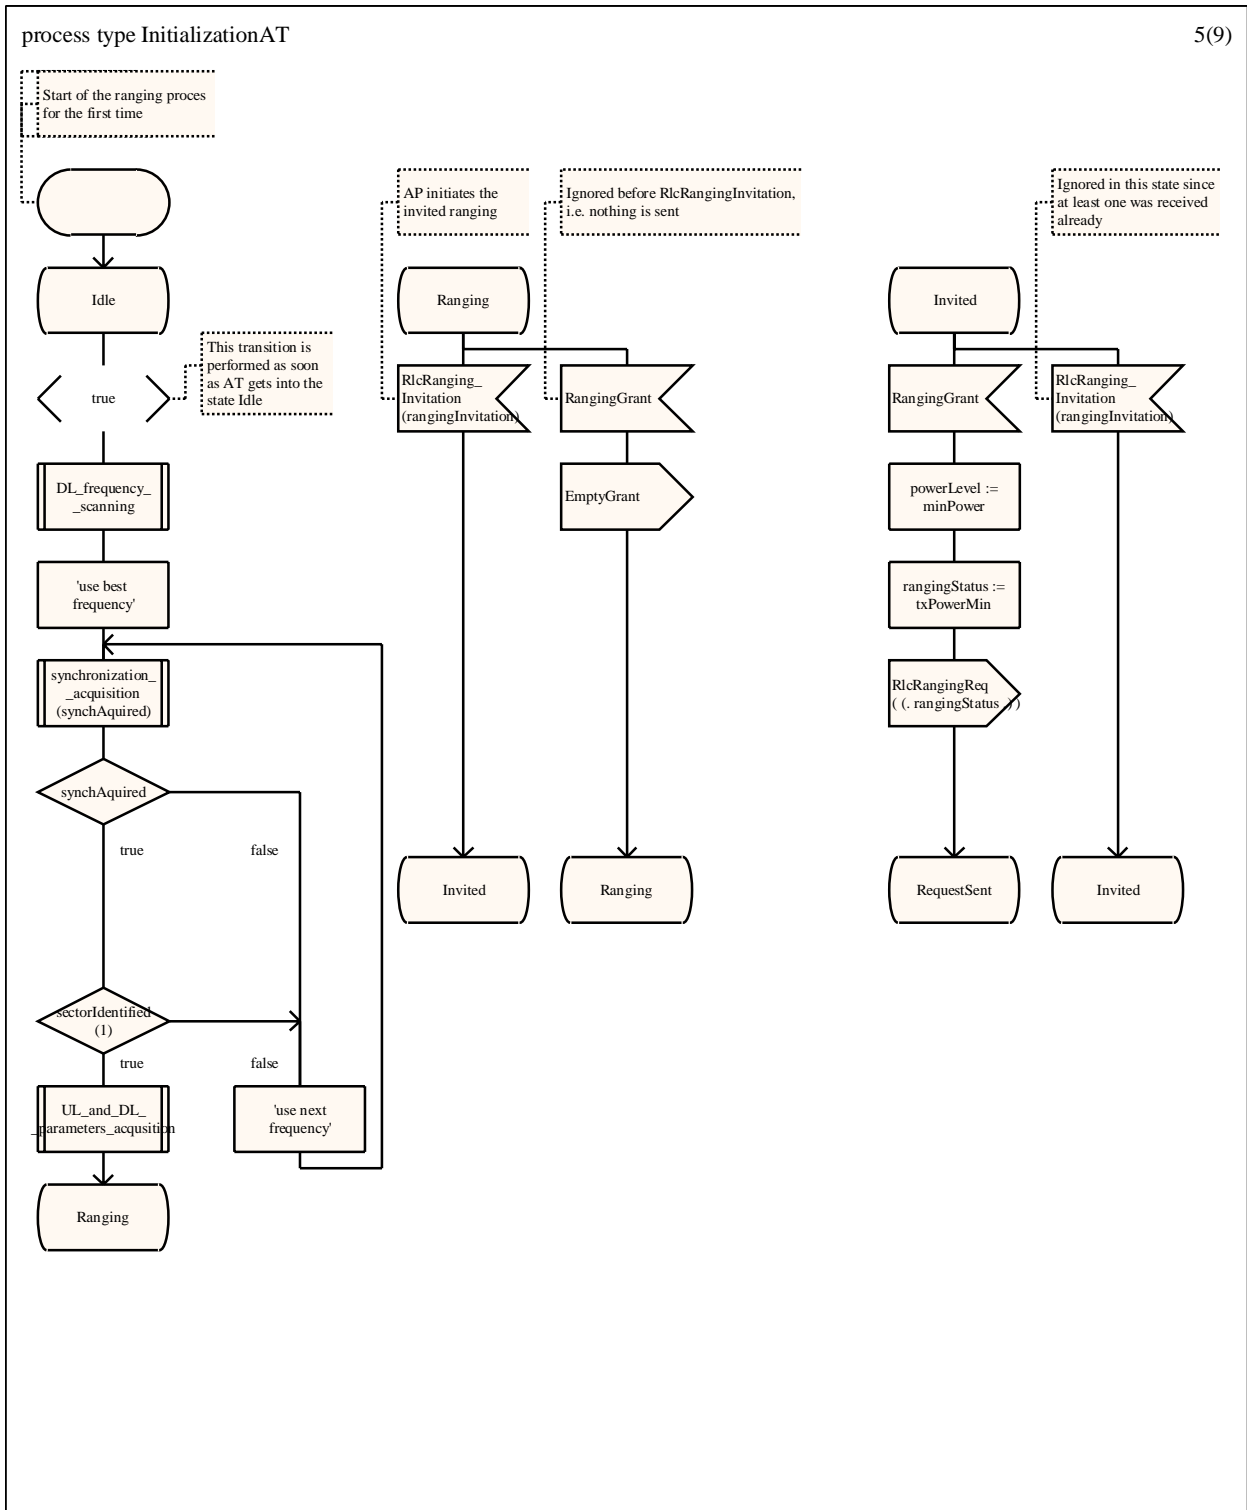 process type InitializationAT
5(9)
Start of the ranging proces
for the first time
AP initiates the
invited ranging
Ignored before RlcRangingInvitation,
i.e. nothing is sent
Ignored in this state since
at least one was received
already
Idle
This transition is
performed as soon
as AT gets into the
state Idle
true
DL_frequency_
_scanning
'use best
frequency'
synchronization_
_acquisition
(synchAquired)
synchAquired
true
false
sectorIdentified
(1)
true
false
UL_and_DL_
_parameters_acqusition
'use next
frequency'
Ranging
Ranging
RlcRanging_
Invitation
(rangingInvitation)
RangingGrant
EmptyGrant
Invited
Ranging
Invited
RangingGrant
RlcRanging_
Invitation
(rangingInvitation)
powerLevel :=
minPower
rangingStatus :=
txPowerMin
RlcRangingReq
( (. rangingStatus .) )
RequestSent
Invited